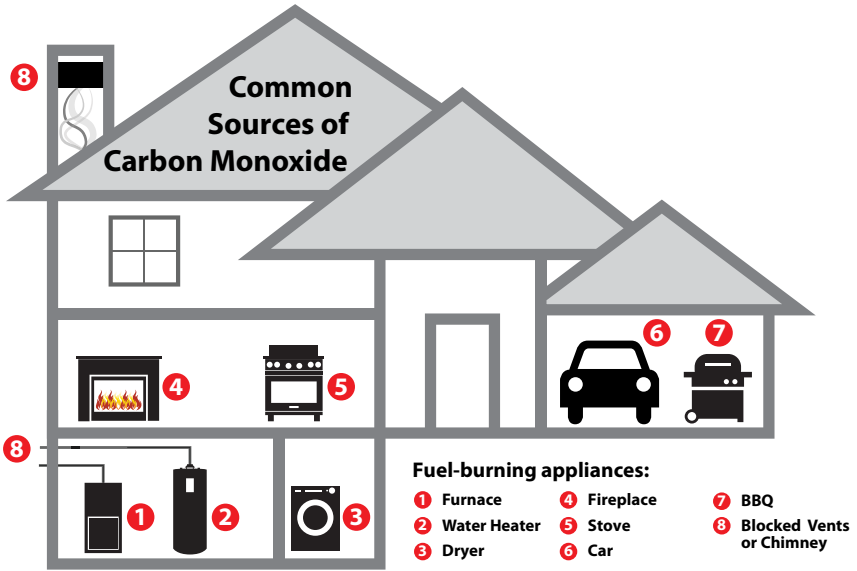 8
Common
Sources of
Carbon Monoxide
6
7
4
5
8
1
2
3
Fuel-burning appliances:
1 Furnace
2 Water Heater
3 Dryer
4 Fireplace
5 Stove
6 Car
7 BBQ
8 Blocked Vents
or Chimney